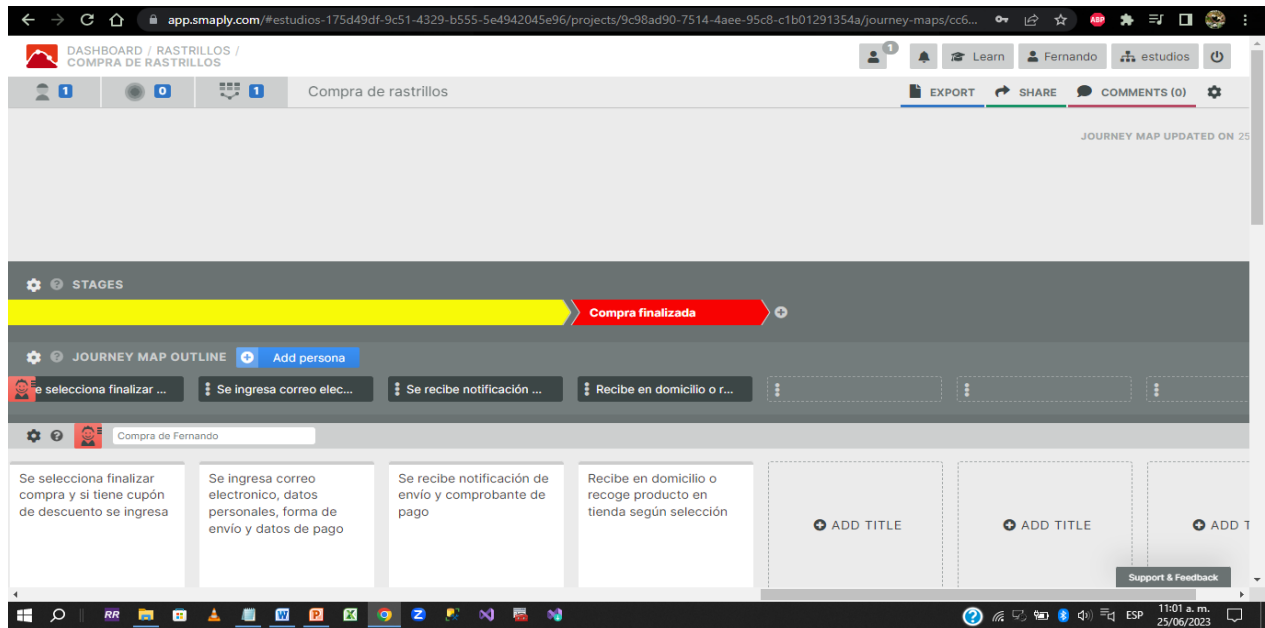 app.smaply.com/#estudios-175d49df-9c51-4329-b555-5e4942045e96/projects/9c98ad90-7514-4aee-95c8-c1b01291354a/journey-maps/cc6...
ABP
DASHBOARD / RASTRILLOS /
COMPRA DE RASTRILLOS
1
Learn
Fernando
estudios
1
0
1
Compra de rastrillos
EXPORT
SHARE
COMMENTS (0)
JOURNEY MAP UPDATED ON 25
STAGES
Compra finalizada
JOURNEY MAP OUTLINE
Add persona
e selecciona finalizar ...
Se ingresa correo elec...
Se recibe notificación ...
Recibe en domicilio o r...
Compra de Fernando
Se selecciona finalizar
compra y si tiene cupón
de descuento se ingresa
Se ingresa correo
electronico, datos
personales, forma de
envío y datos de pago
Se recibe notificación de
envío y comprobante de
pago
Recibe en domicilio o
recoge producto en
tienda según selección
ADD TITLE
ADD TITLE
ADD T
Support & Feedback
RR
W
P
X
Z
ESP
11:01 a. m.
25/06/2023